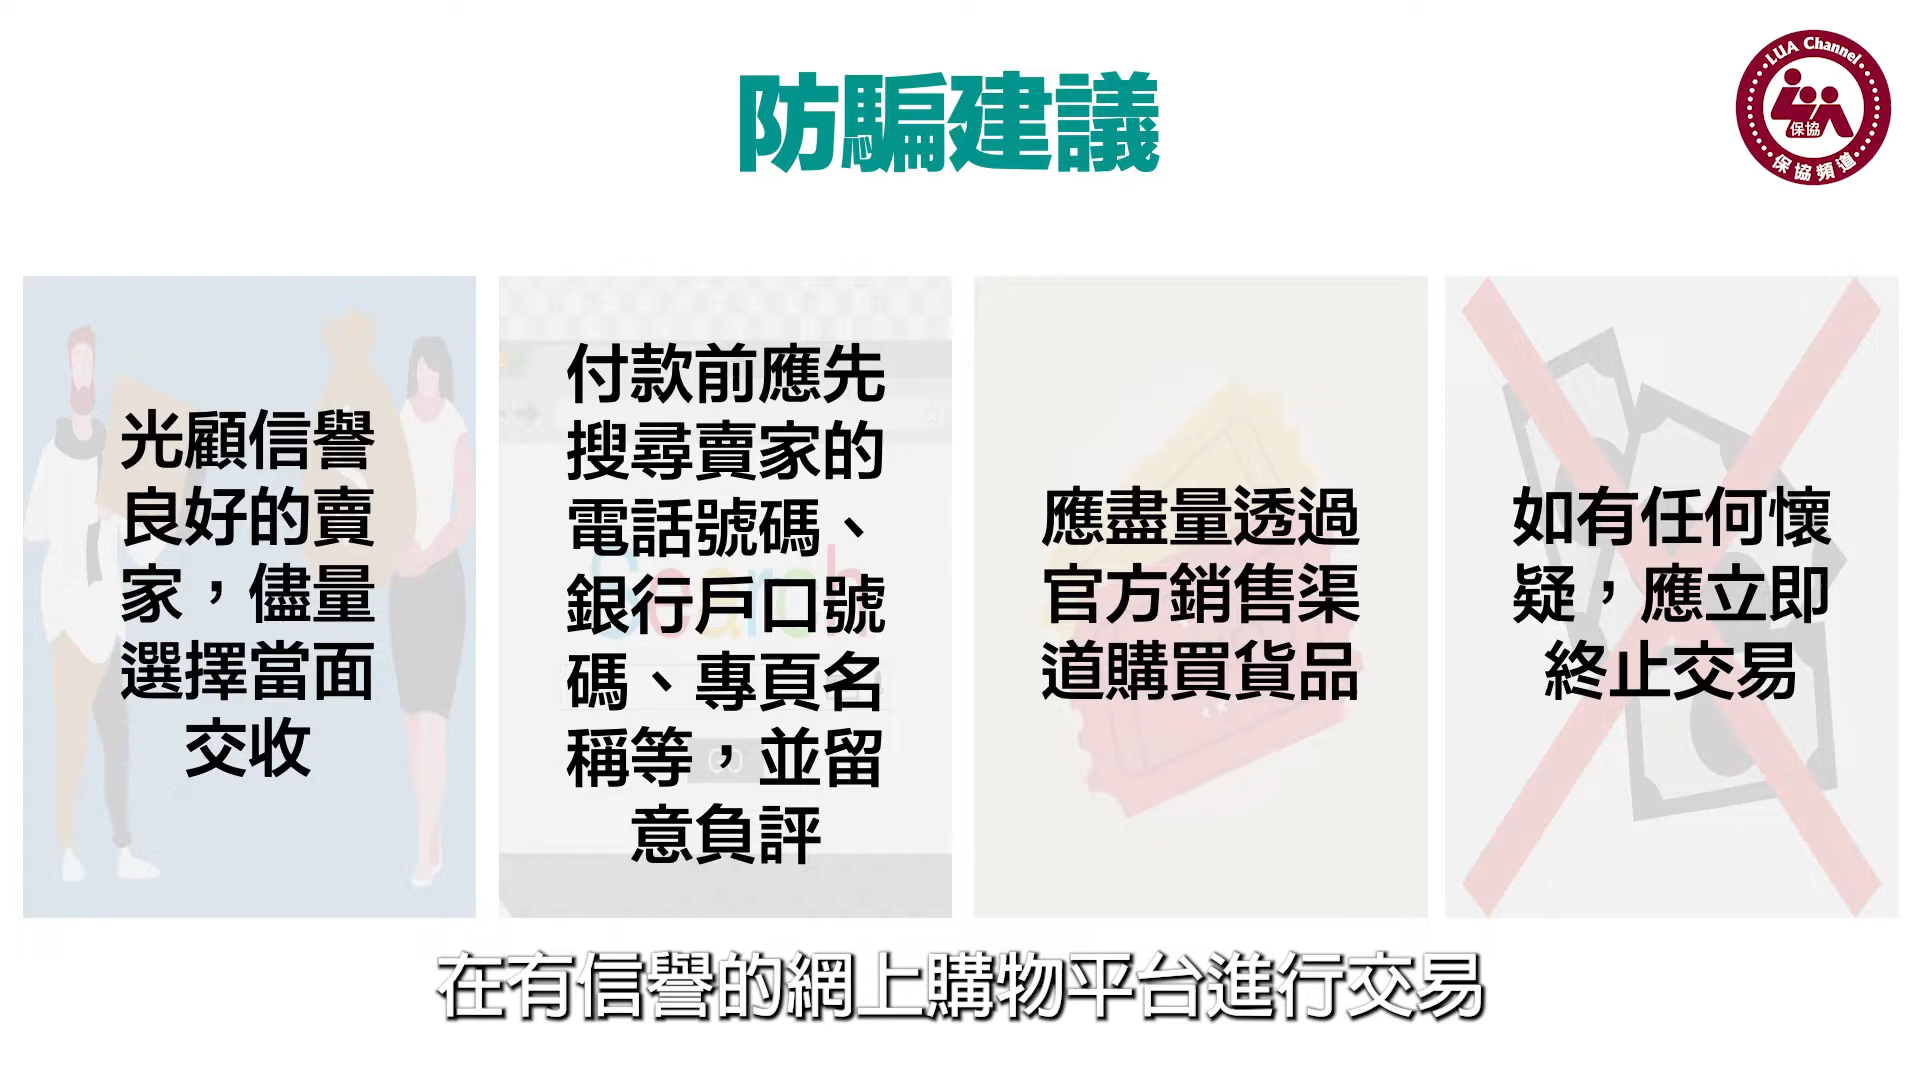 防騙建議
LUA Channel
保協
保協頻道
光顧信譽
良好的賣
家，儘量
選擇當面
交收
付款前應先
搜尋賣家的
電話號碼、
銀行戶口號
碼、專頁名
稱等，並留
意負評
Search
應盡量透過
官方銷售渠
道購買貨品
如有任何懷
疑，應立即
終止交易
在有信譽的網上購物平台進行交易